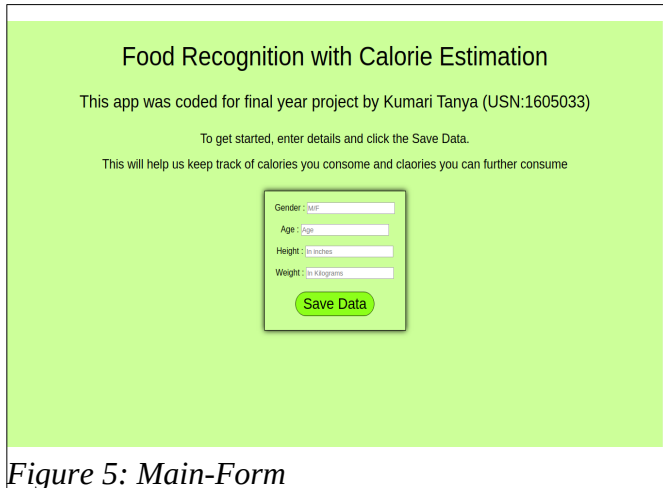 Food Recognition with Calorie Estimation
This app was coded for final year project by Kumari Tanya (USN:1605033)
To get started, enter details and click the Save Data.
This will help us keep track of calories you consome and claories you can further consume
Gender : M/F
Age : Age
Height : In inches
Weight : In Kilograms
Save Data
Figure 5: Main-Form